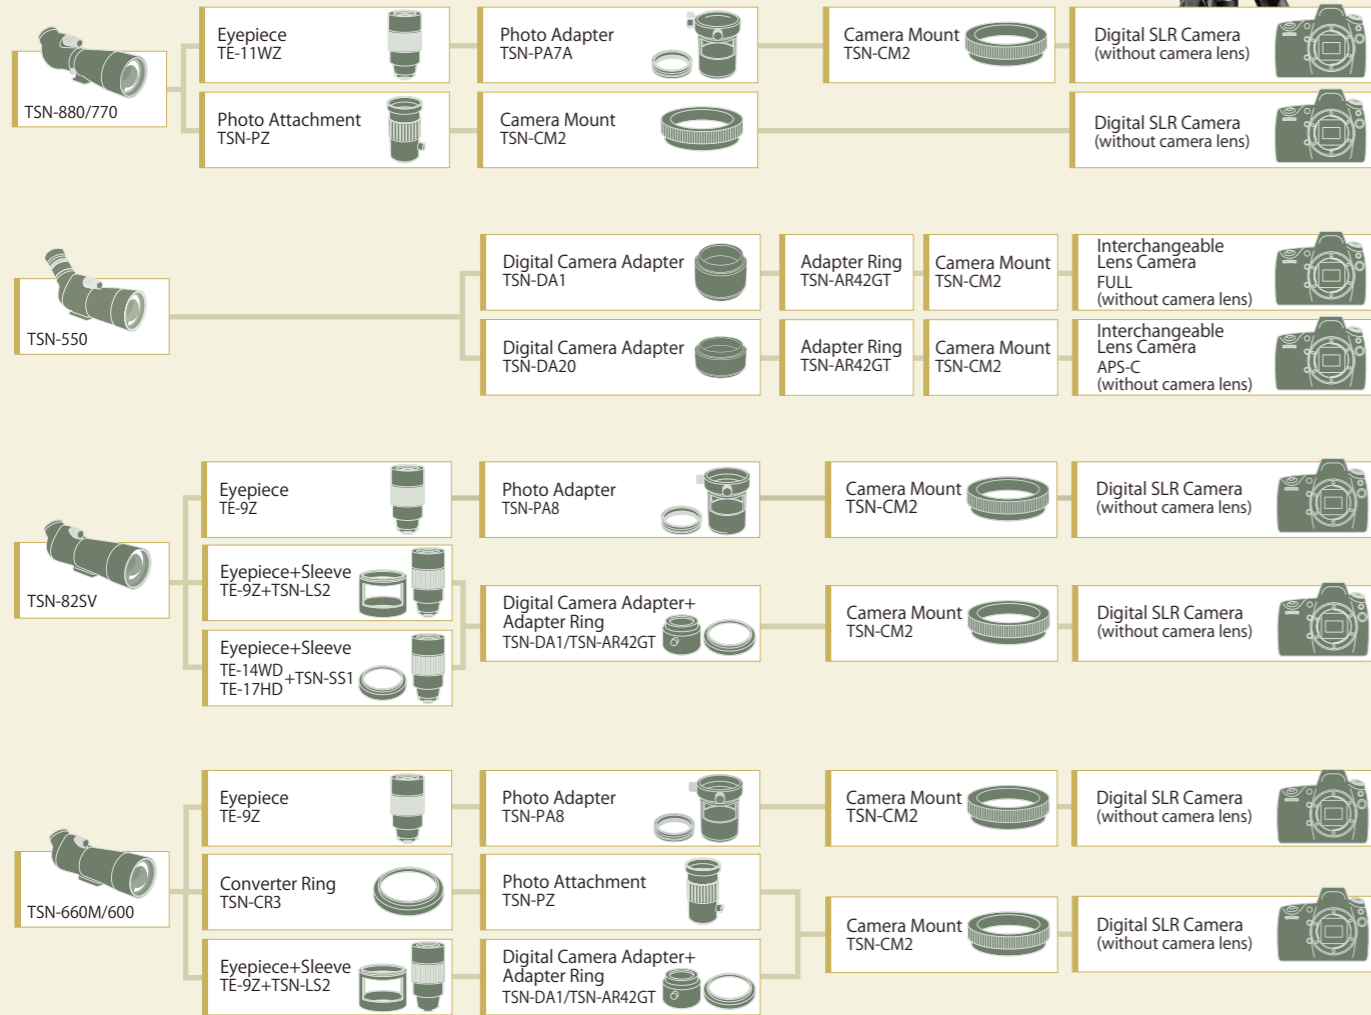 TSN-880/770
Eyepiece
TE-11WZ
Photo Adapter
TSN-PA7A
Camera Mount
TSN-CM2
Digital SLR Camera
(without camera lens)
Photo Attachment
TSN-PZ
Camera Mount
TSN-CM2
Digital SLR Camera
(without camera lens)
TSN-550
Digital Camera Adapter
TSN-DA1
Adapter Ring
TSN-AR42GT
Camera Mount
TSN-CM2
Interchangeable
Lens Camera
FULL
(without camera lens)
Digital Camera Adapter
TSN-DA20
Adapter Ring
TSN-AR42GT
Camera Mount
TSN-CM2
Interchangeable
Lens Camera
APS-C
(without camera lens)
TSN-82SV
Eyepiece
TE-9Z
Photo Adapter
TSN-PA8
Camera Mount
TSN-CM2
Digital SLR Camera
(without camera lens)
Eyepiece+Sleeve
TE-9Z+TSN-LS2
Eyepiece+Sleeve
TE-14WD
TE-17HD
+TSN-SS1
Digital Camera Adapter+
Adapter Ring
TSN-DA1/TSN-AR42GT
Camera Mount
TSN-CM2
Digital SLR Camera
(without camera lens)
TSN-660M/600
Eyepiece
TE-9Z
Photo Adapter
TSN-PA8
Camera Mount
TSN-CM2
Digital SLR Camera
(without camera lens)
Converter Ring
TSN-CR3
Photo Attachment
TSN-PZ
Eyepiece+Sleeve
TE-9Z+TSN-LS2
Digital Camera Adapter+
Adapter Ring
TSN-DA1/TSN-AR42GT
Camera Mount
TSN-CM2
Digital SLR Camera
(without camera lens)